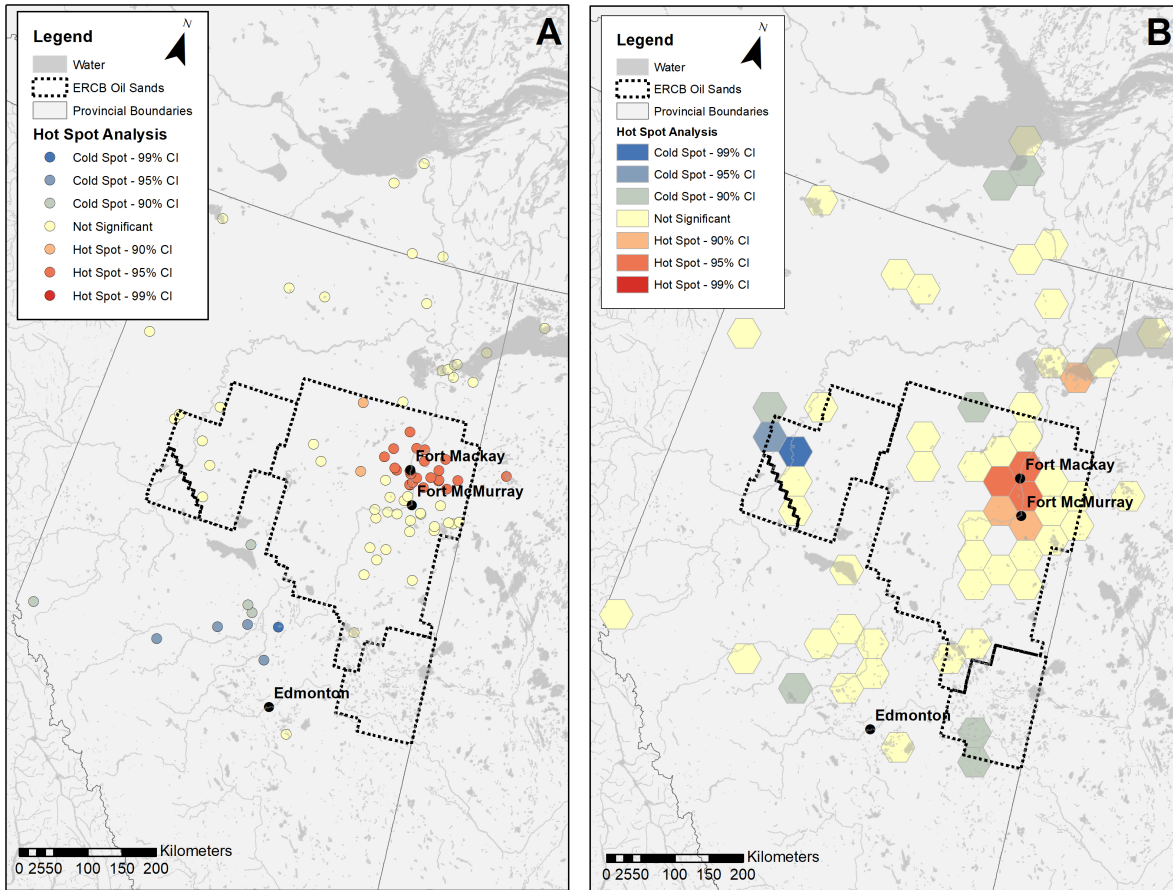 A
N
Legend
Water
ERCB Oil Sands
Provincial Boundaries
Hot Spot Analysis
Cold Spot - 99% CI
Cold Spot - 95% CI
Cold Spot - 90% CI
Not Significant
Hot Spot - 90% CI
Hot Spot - 95% CI
Hot Spot - 99% CI
Fort Mackay
Fort McMurray
Edmonton
Kilometers
0 2550 100 150 200
B
N
Legend
Water
ERCB Oil Sands
Provincial Boundaries
Hot Spot Analysis
Cold Spot - 99% CI
Cold Spot - 95% CI
Cold Spot - 90% CI
Not Significant
Hot Spot - 90% CI
Hot Spot - 95% CI
Hot Spot - 99% CI
Fort Mackay
Fort McMurray
Edmonton
Kilometers
0 2550 100 150 200